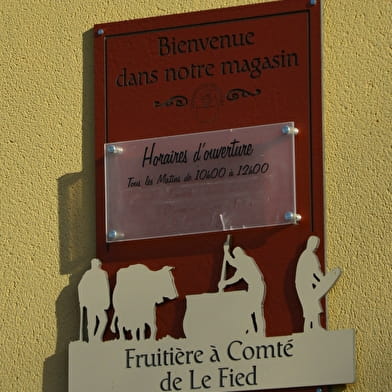 Bienvenue
dans notre magasin
Horaires d'ouverture
Tous les Matins de 10h00 à 12h00
Fruitière à Comté
de Le Fied